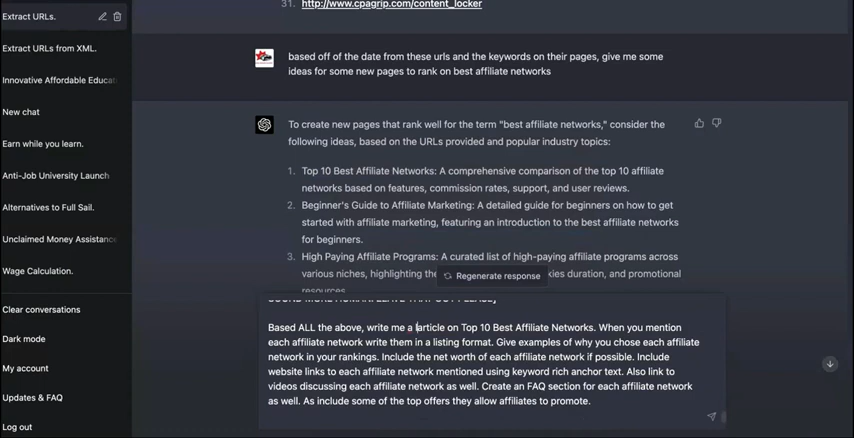 Extract URLs.
Extract URLs from XML.
Innovative Affordable Educat
New chat
Earn while you learn.
Anti-Job University Launch
Alternatives to Full Sail.
Unclaimed Money Assistance
Wage Calculation.
Clear conversations
Dark mode
My account
Updates & FAQ
Log out
31. http://www.cpagrip.com/content_locker
based off of the date from these urls and the keywords on their pages, give me some
ideas for some new pages to rank on best affiliate networks
To create new pages that rank well for the term "best affiliate networks," consider the
following ideas, based on the URLs provided and popular industry topics:
1. Top 10 Best Affiliate Networks: A comprehensive comparison of the top 10 affiliate
networks based on features, commission rates, support, and user reviews.
2. Beginner's Guide to Affiliate Marketing: A detailed guide for beginners on how to get
started with affiliate marketing, featuring an introduction to the best affiliate networks
for beginners.
3. High Paying Affiliate Programs: A curated list of high-paying affiliate programs across
various niches, highlighting the
okies duration, and promotional
resources.
Regenerate response
Based ALL the above, write me a article on Top 10 Best Affiliate Networks. When you mention
each affiliate network write them in a listing format. Give examples of why you chose each affiliate
network in your rankings. Include the net worth of each affiliate network if possible. Include
website links to each affiliate network mentioned using keyword rich anchor text. Also link to
videos discussing each affiliate network as well. Create an FAQ section for each affiliate network
as well. As include some of the top offers they allow affiliates to promote.